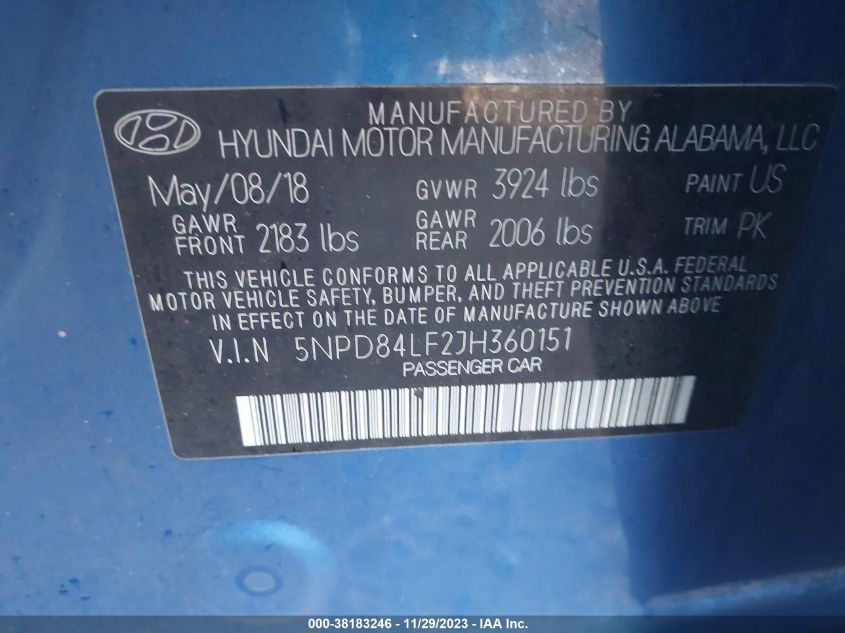 MANUFACTURED BY
HYUNDAI MOTOR MANUFACTURING ALABAMA, LLC
May/08/18 GVWR 3924 lbs PAINT US
GAWR FRONT 2183 lbs GAWR REAR 2006 lbs TRIM PK
THIS VEHICLE CONFORMS TO ALL APPLICABLE U.S.A. FEDERAL
MOTOR VEHICLE SAFETY, BUMPER, AND THEFT PREVENTION STANDARDS
IN EFFECT ON THE DATE OF MANUFACTURE SHOWN ABOVE
V.I.N 5NPD84LF2JH360151
PASSENGER CAR
000-38183246 - 11/29/2023 - IAA Inc.